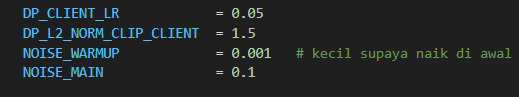 DP_CLIENT_LR = 0.05
DP_L2_NORM_CLIP_CLIENT = 1.5
NOISE_WARMUP = 0.001 # kecil supaya naik di awal
NOISE_MAIN = 0.1